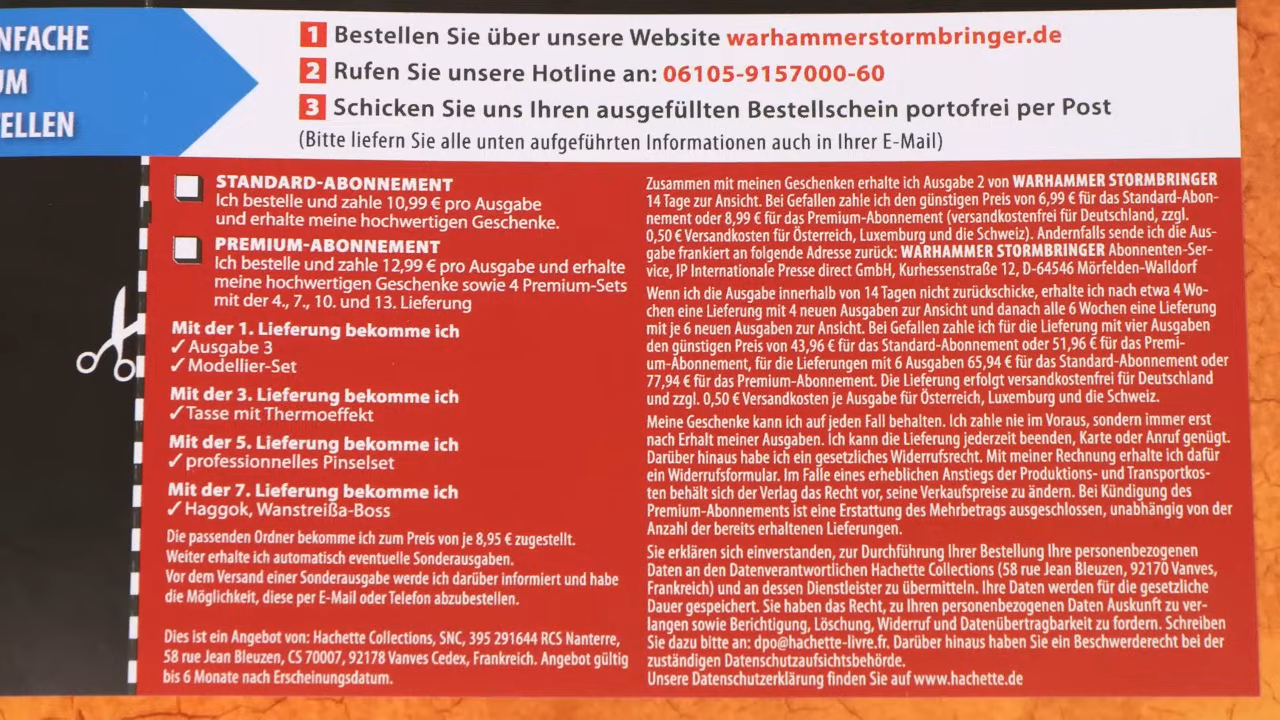 NFACHE
UM
ELLEN
1 Bestellen Sie über unsere Website warhammerstormbringer.de
2 Rufen Sie unsere Hotline an: 06105-9157000-60
3 Schicken Sie uns Ihren ausgefüllten Bestellschein portofrei per Post
(Bitte liefern Sie alle unten aufgeführten Informationen auch in Ihrer E-Mail)
STANDARD-ABONNEMENT
Ich bestelle und zahle 10,99 € pro Ausgabe
und erhalte meine hochwertigen Geschenke.
PREMIUM-ABONNEMENT
Ich bestelle und zahle 12,99 € pro Ausgabe und erhalte
meine hochwertigen Geschenke sowie 4 Premium-Sets
mit der 4., 7., 10. und 13. Lieferung
Mit der 1. Lieferung bekomme ich
✓ Ausgabe 3
✓ Modellier-Set
Mit der 3. Lieferung bekomme ich
✓ Tasse mit Thermoeffekt
Mit der 5. Lieferung bekomme ich
✓ professionnelles Pinselset
Mit der 7. Lieferung bekomme ich
✓ Haggok, Wanstreißa-Boss
Die passenden Ordner bekomme ich zum Preis von je 8,95 € zugestellt.
Weiter erhalte ich automatisch eventuelle Sonderausgaben.
Vor dem Versand einer Sonderausgabe werde ich darüber informiert und habe
die Möglichkeit, diese per E-Mail oder Telefon abzubestellen.
Dies ist ein Angebot von: Hachette Collections, SNC, 395 291644 RCS Nanterre,
58 rue Jean Bleuzen, CS 70007, 92178 Vanves Cedex, Frankreich. Angebot gültig
bis 6 Monate nach Erscheinungsdatum.
Zusammen mit meinen Geschenken erhalte ich Ausgabe 2 von WARHAMMER STORMBRINGER
14 Tage zur Ansicht. Bei Gefallen zahle ich den günstigen Preis von 6,99 € für das Standard-Abon-
nement oder 8,99 € für das Premium-Abonnement (versandkostenfrei für Deutschland, zzgl.
0,50 € Versandkosten für Österreich, Luxemburg und die Schweiz). Andernfalls sende ich die Aus-
gabe frankiert an folgende Adresse zurück: WARHAMMER STORMBRINGER Abonnenten-Ser-
vice, IP Internationale Presse direct GmbH, Kurhessenstraße 12, D-64546 Mörfelden-Walldorf
Wenn ich die Ausgabe innerhalb von 14 Tagen nicht zurückschicke, erhalte ich nach etwa 4 Wo-
chen eine Lieferung mit 4 neuen Ausgaben zur Ansicht und danach alle 6 Wochen eine Lieferung
mit je 6 neuen Ausgaben zur Ansicht. Bei Gefallen zahle ich für die Lieferung mit vier Ausgaben
den günstigen Preis von 43,96 € für das Standard-Abonnement oder 51,96 € für das Premi-
um-Abonnement, für die Lieferungen mit 6 Ausgaben 65,94 € für das Standard-Abonnement oder
77,94 € für das Premium-Abonnement. Die Lieferung erfolgt versandkostenfrei für Deutschland
und zzgl. 0,50 € Versandkosten je Ausgabe für Österreich, Luxemburg und die Schweiz.
Meine Geschenke kann ich auf jeden Fall behalten. Ich zahle nie im Voraus, sondern immer erst
nach Erhalt meiner Ausgaben. Ich kann die Lieferung jederzeit beenden, Karte oder Anruf genügt.
Darüber hinaus habe ich ein gesetzliches Widerrufsrecht. Mit meiner Rechnung erhalte ich dafür
ein Widerrufsformular. Im Falle eines erheblichen Anstiegs der Produktions- und Transportkos-
ten behält sich der Verlag das Recht vor, seine Verkaufspreise zu ändern. Bei Kündigung des
Premium-Abonnements ist eine Erstattung des Mehrbetrags ausgeschlossen, unabhängig von der
Anzahl der bereits erhaltenen Lieferungen.
Sie erklären sich einverstanden, zur Durchführung Ihrer Bestellung Ihre personenbezogenen
Daten an den Datenverantwortlichen Hachette Collections (58 rue Jean Bleuzen, 92170 Vanves,
Frankreich) und an dessen Dienstleister zu übermitteln. Ihre Daten werden für die gesetzliche
Dauer gespeichert. Sie haben das Recht, zu Ihren personenbezogenen Daten Auskunft zu ver-
langen sowie Berichtigung, Löschung, Widerruf und Datenübertragbarkeit zu fordern. Schreiben
Sie dazu bitte an: dpo@hachette-livre.fr. Darüber hinaus haben Sie ein Beschwerderecht bei der
zuständigen Datenschutzaufsichtsbehörde.
Unsere Datenschutzerklärung finden Sie auf www.hachette.de